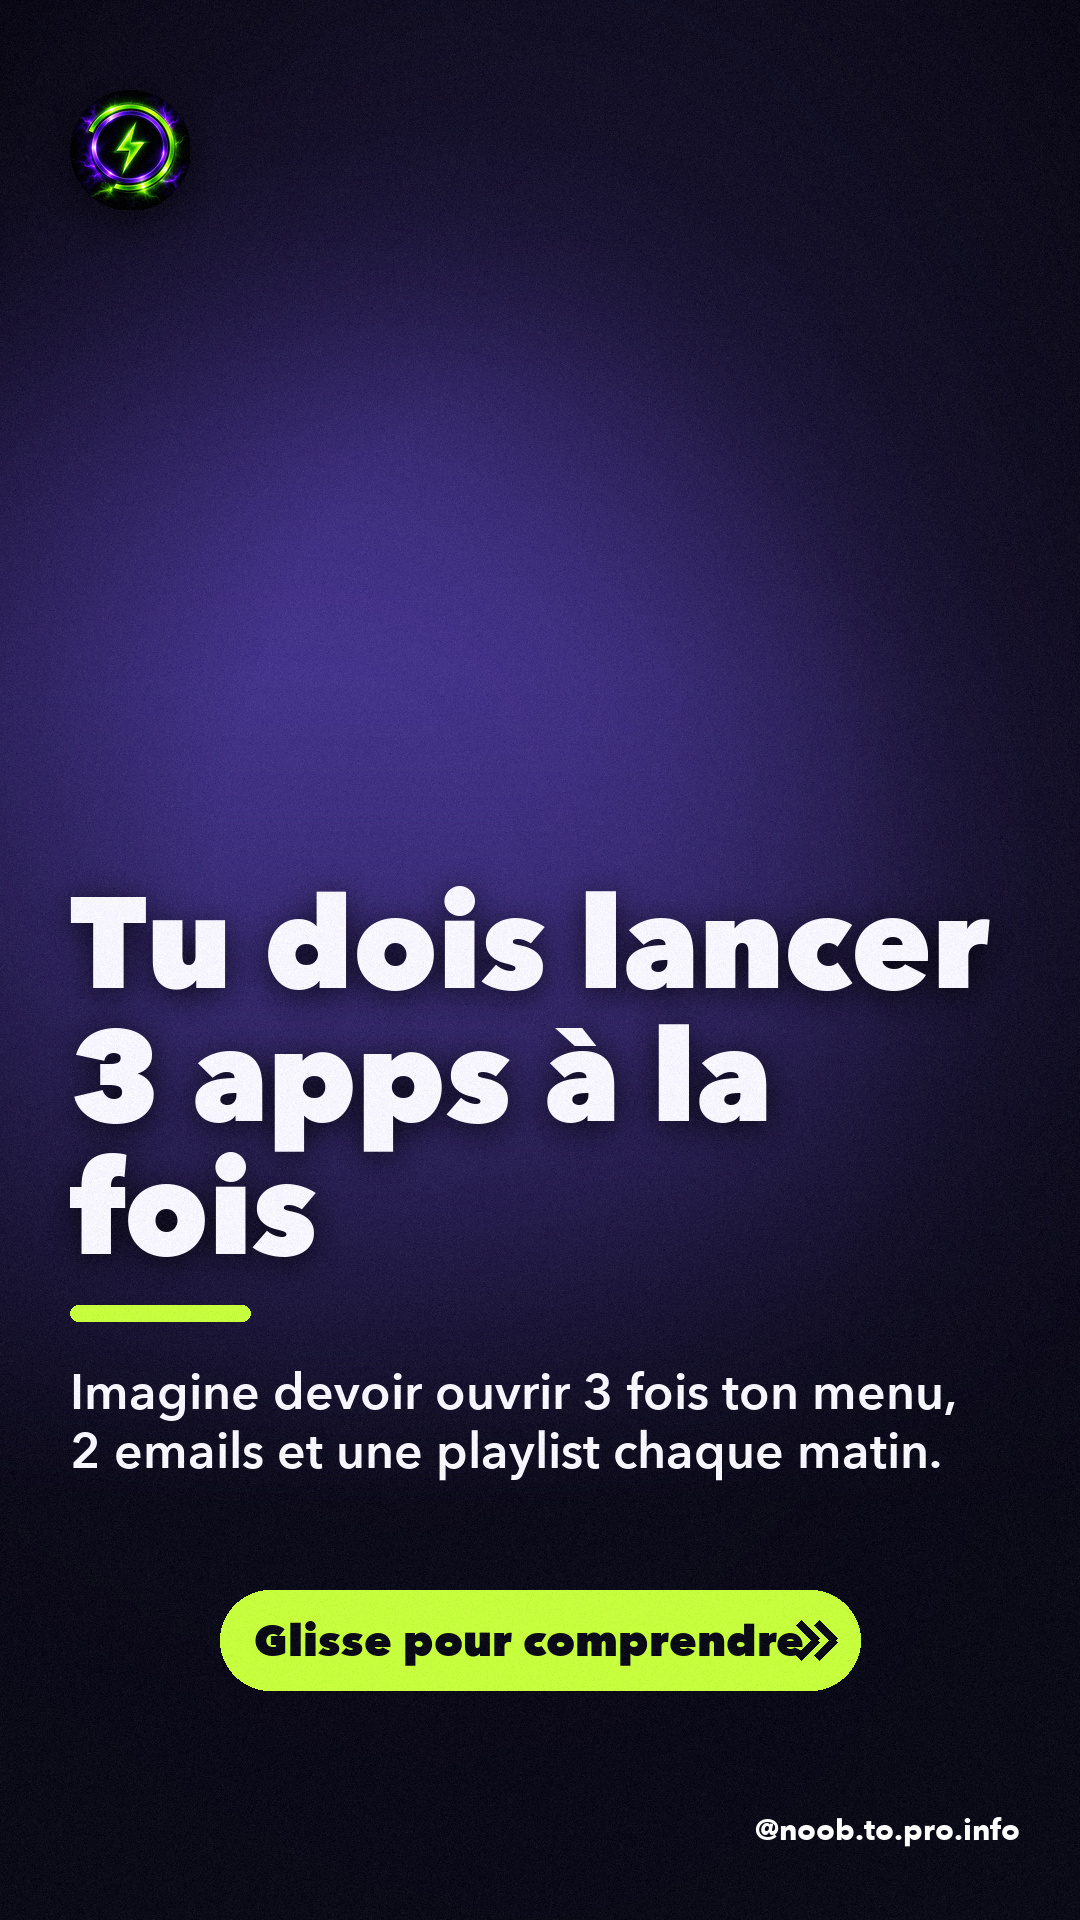 Tu dois lancer
3 apps à la
fois
Imagine devoir ouvrir 3 fois ton menu,
2 emails et une playlist chaque matin.
Glisse pour comprendre
@noob.to.pro.info